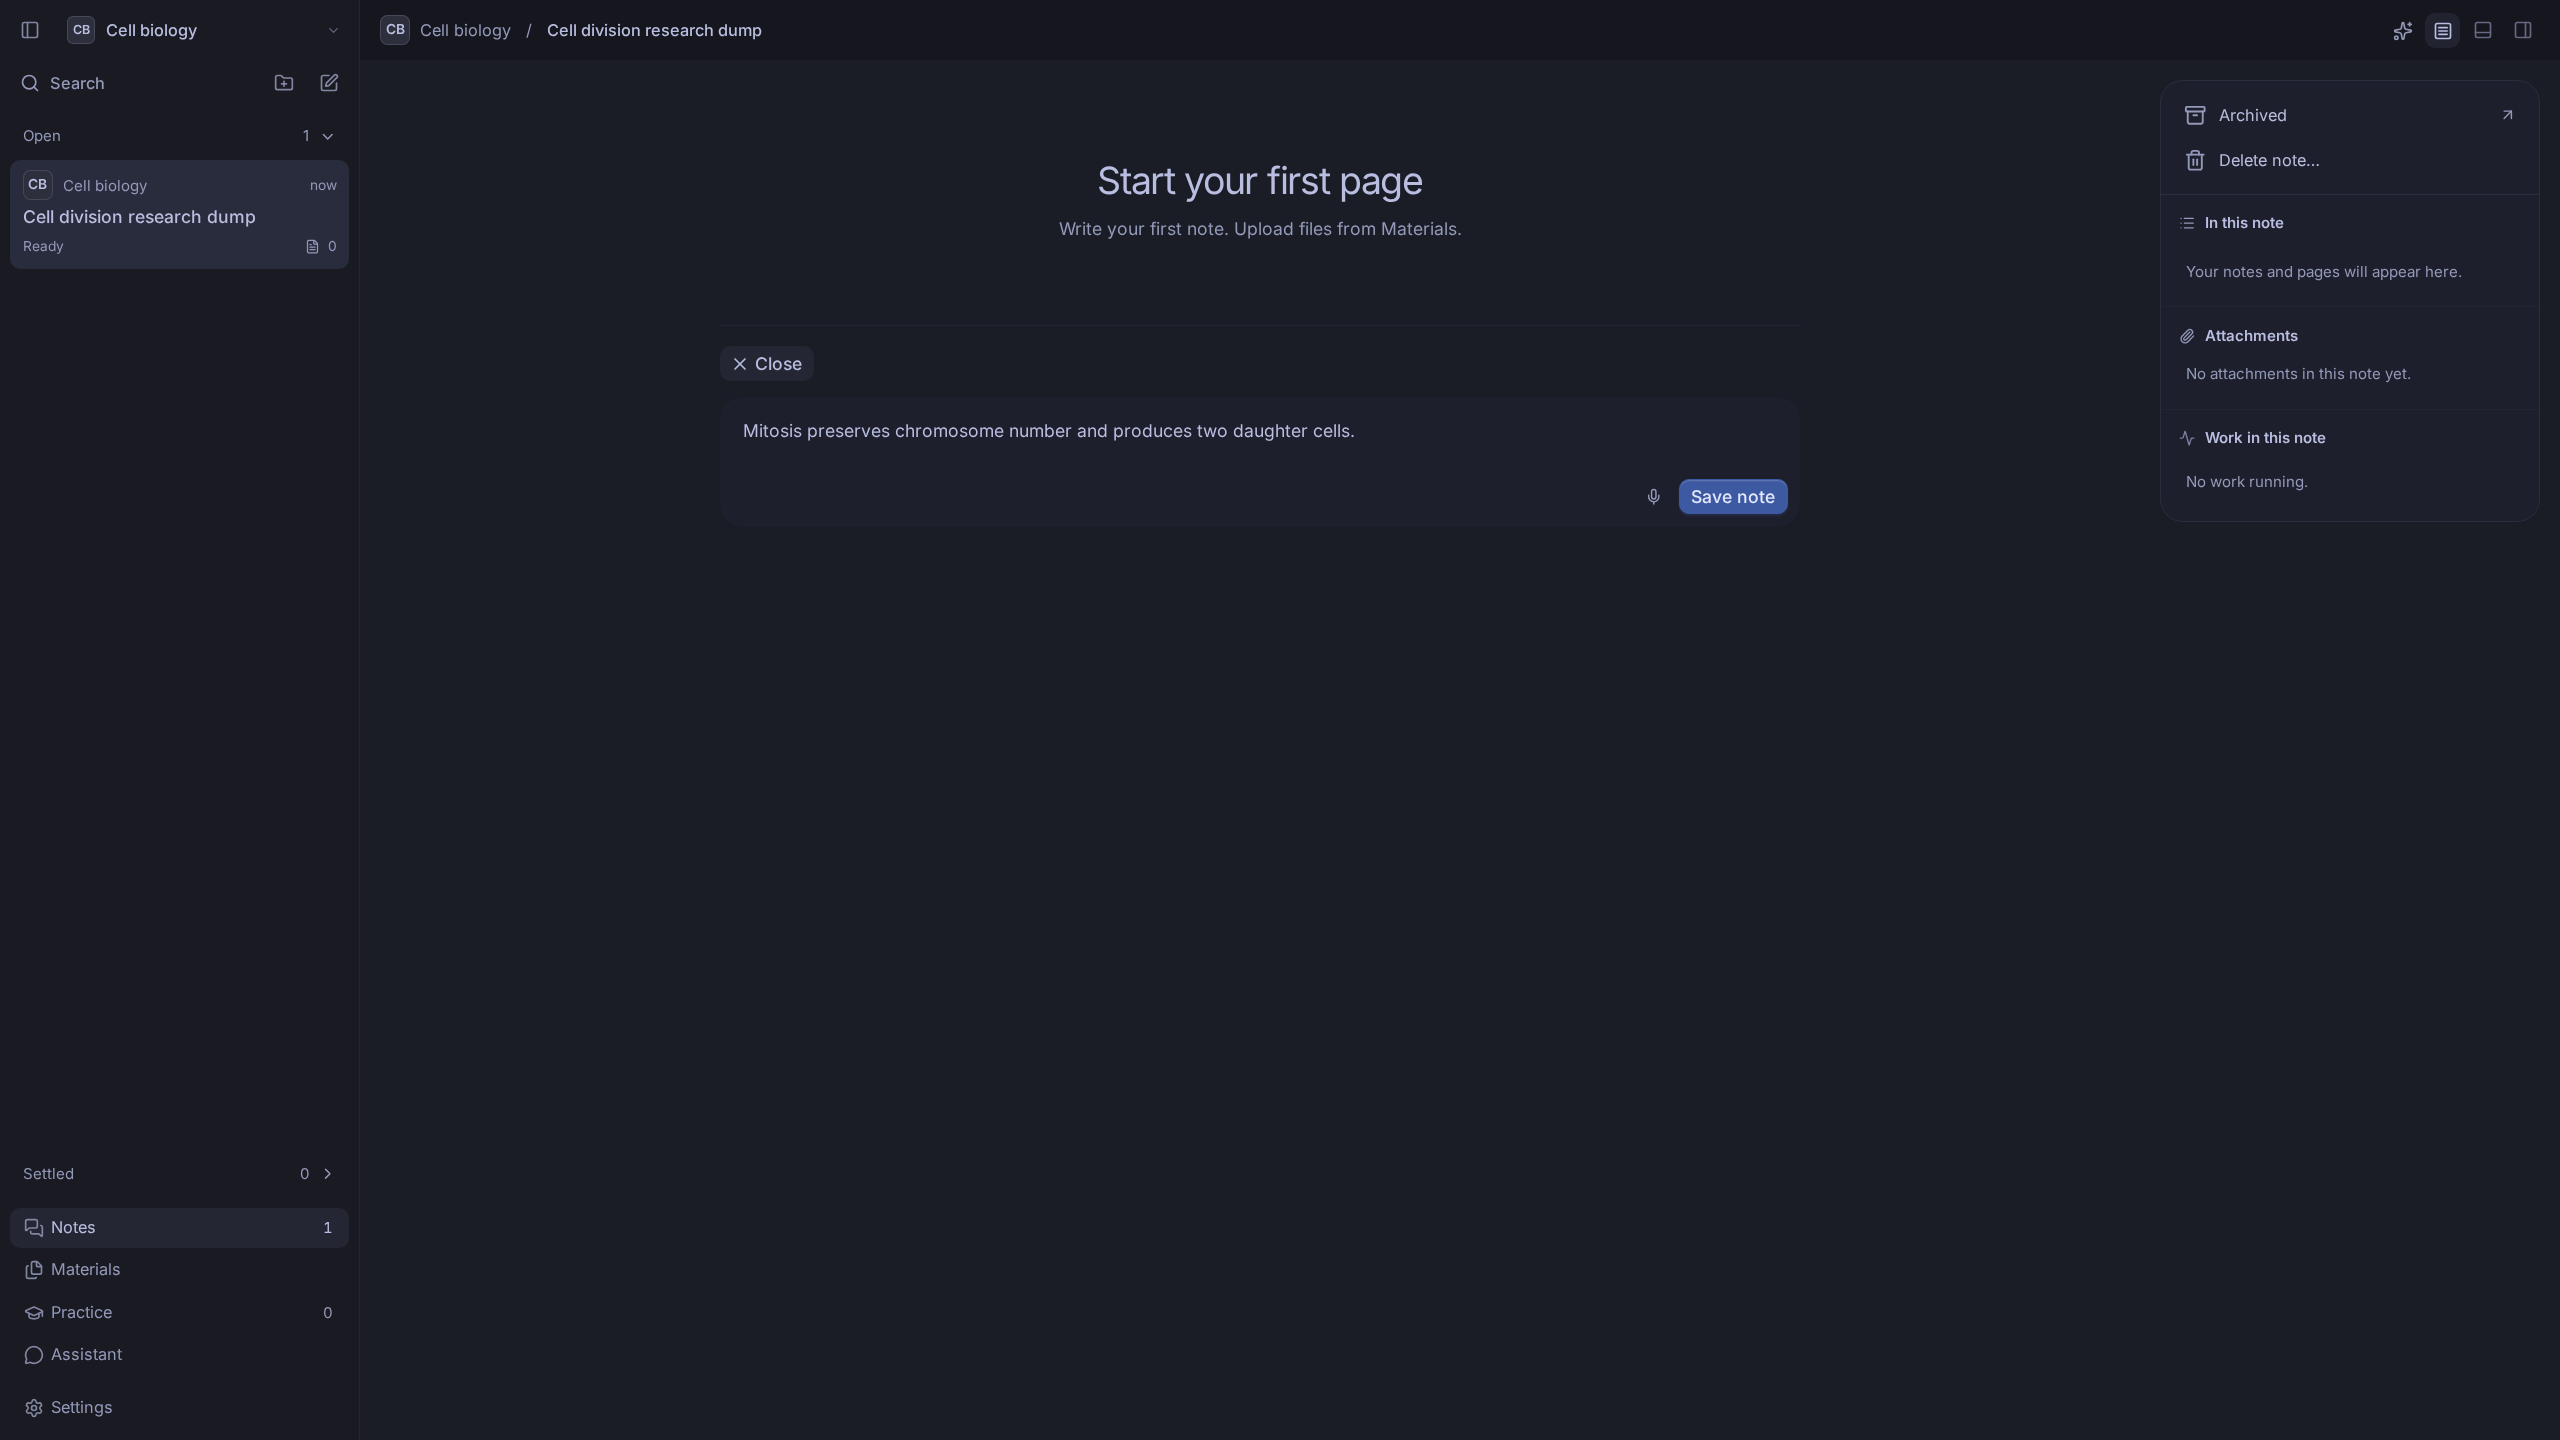 CB Cell biology
Search
Open 1
CB Cell biology now
Cell division research dump
Ready 0
Settled 0
Notes 1
Materials
Practice 0
Assistant
Settings
CB Cell biology / Cell division research dump
Start your first page
Write your first note. Upload files from Materials.
Close
Mitosis preserves chromosome number and produces two daughter cells.
Save note
Archived
Delete note...
In this note
Your notes and pages will appear here.
Attachments
No attachments in this note yet.
Work in this note
No work running.